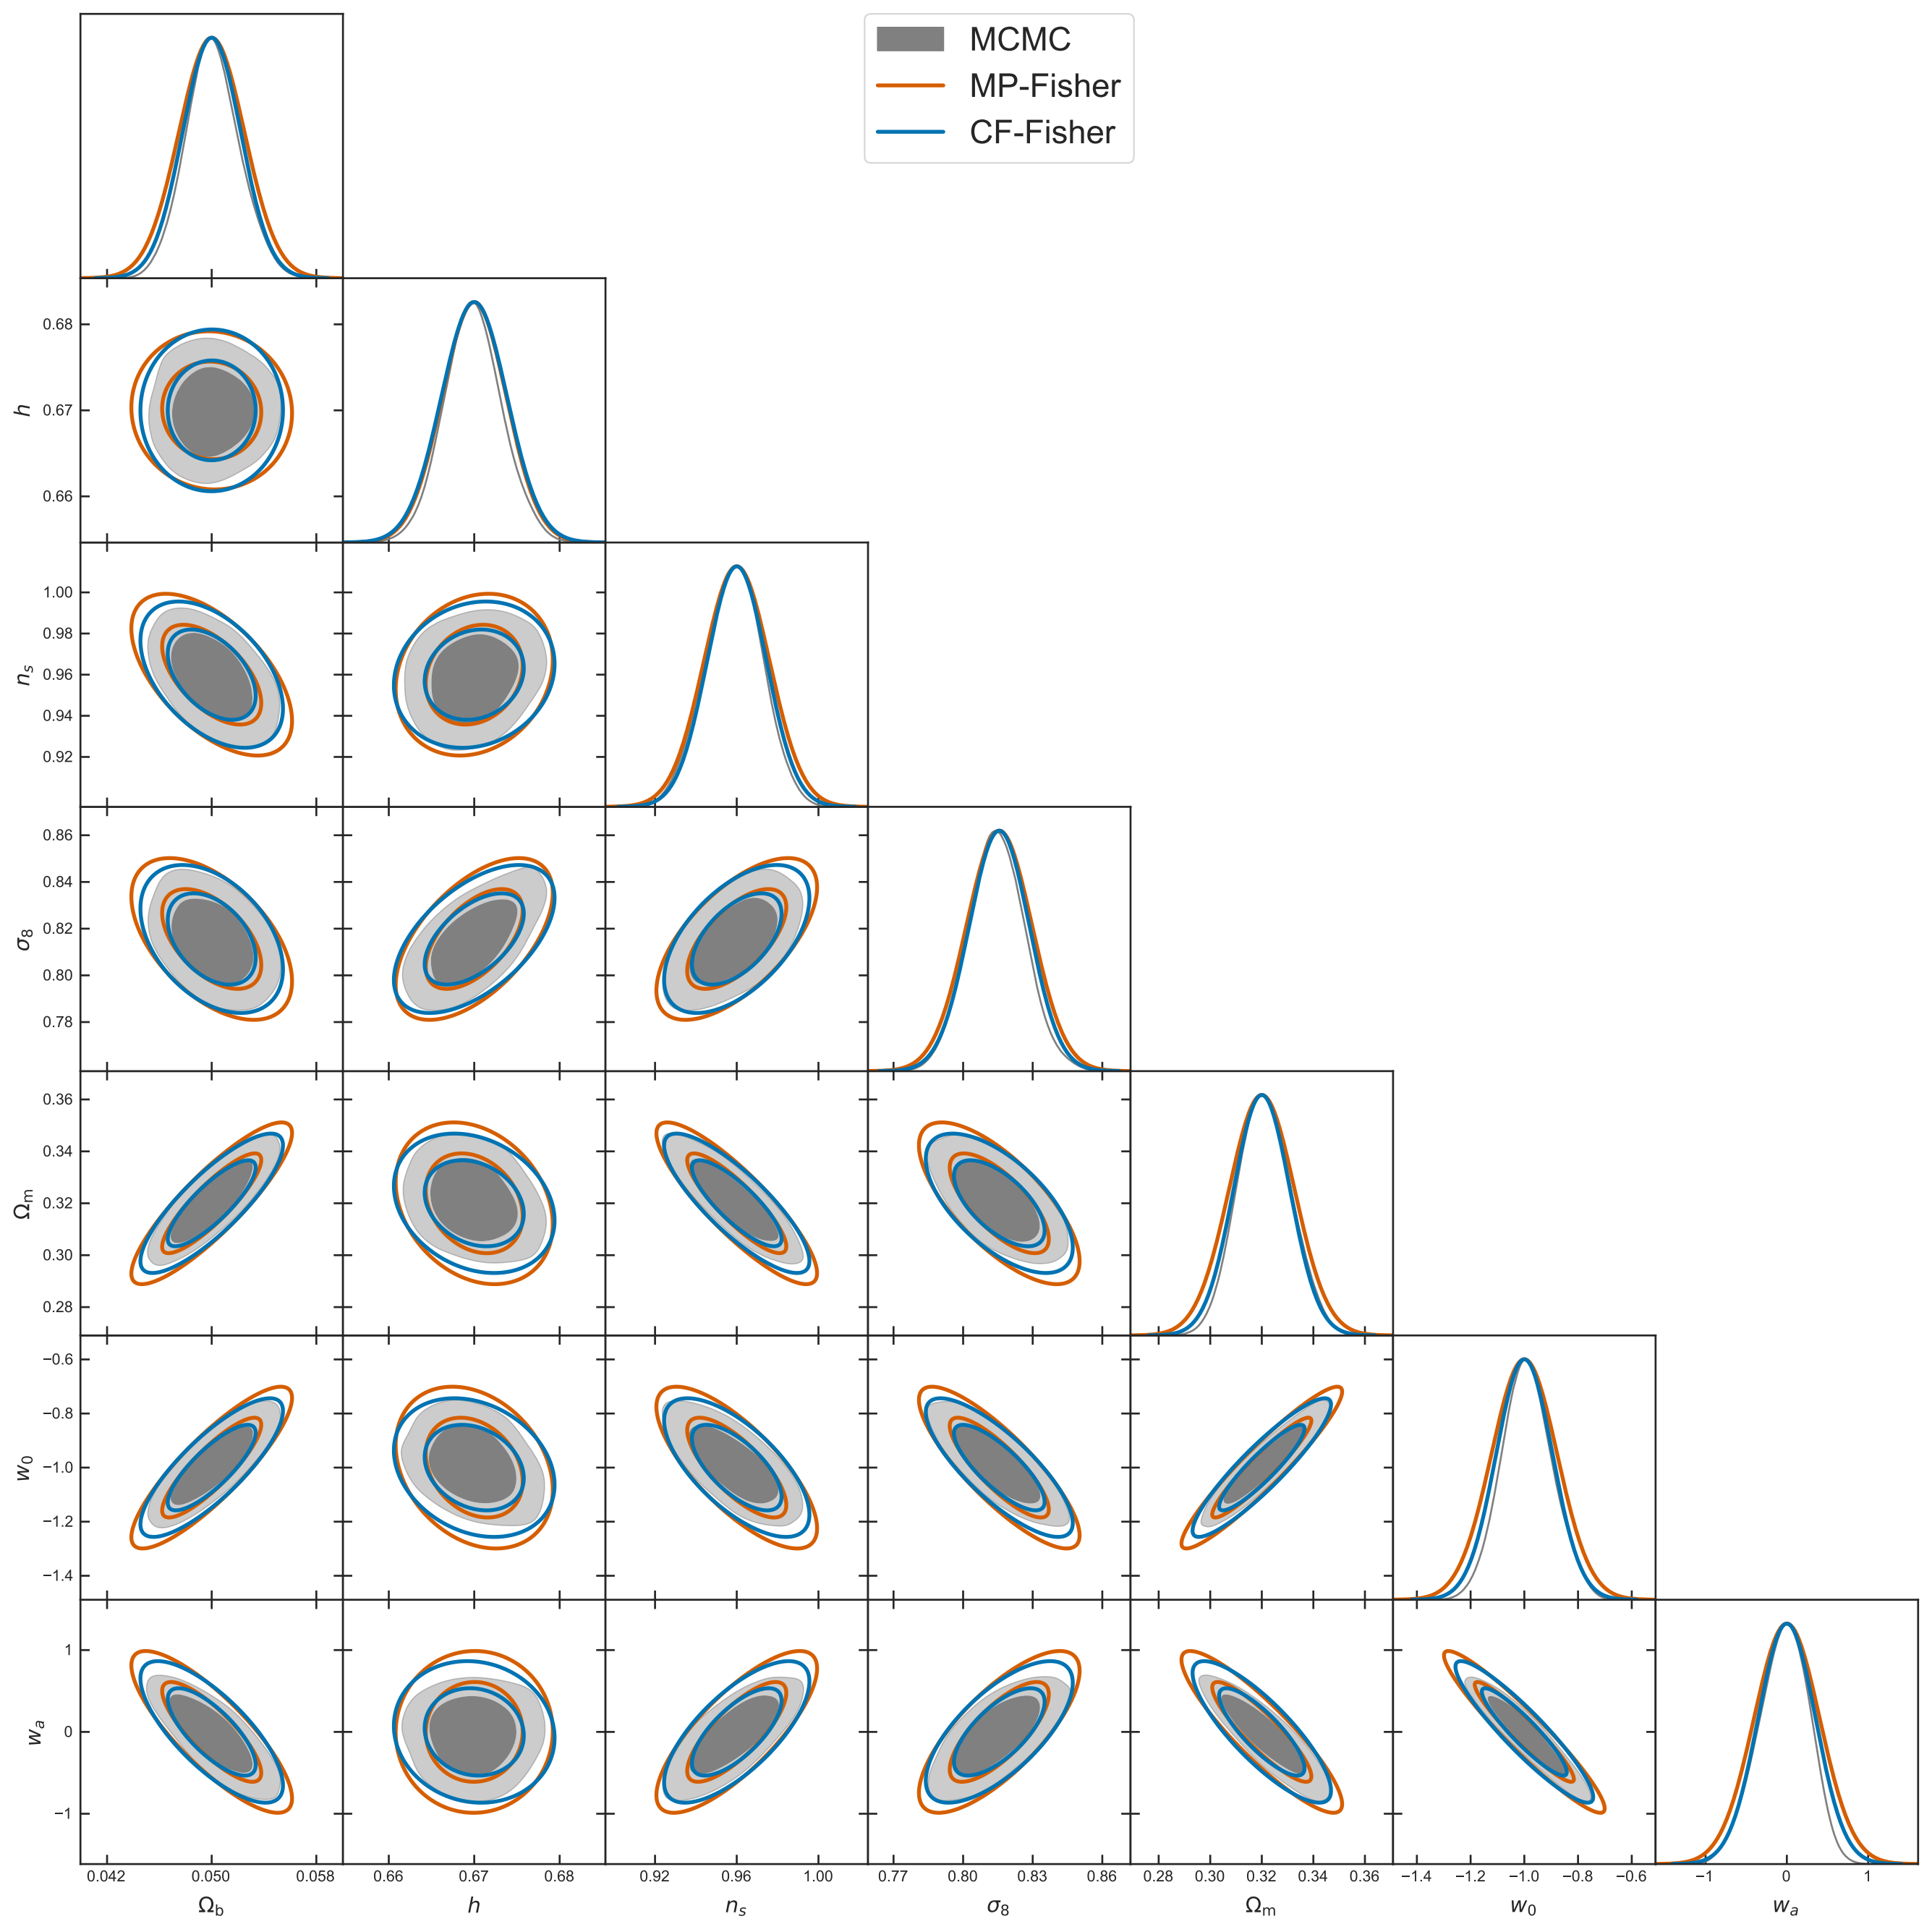 MCMC
MP-Fisher
CF-Fisher
0.68
h
0.67
0.66
1.00
0.98
n_s 0.96
0.94
0.92
0.86
0.84
σ_8 0.82
0.80
0.78
0.36
0.34
Ω_m 0.32
0.30
0.28
−0.6
−0.8
w_0 −1.0
−1.2
−1.4
1
w_a 0
−1
0.042 0.050 0.058 0.66 0.67 0.68 0.92 0.96 1.00 0.77 0.80 0.83 0.86 0.28 0.30 0.32 0.34 0.36 −1.4 −1.2 −1.0 −0.8 −0.6 −1 0 1
Ω_b h n_s σ_8 Ω_m w_0 w_a